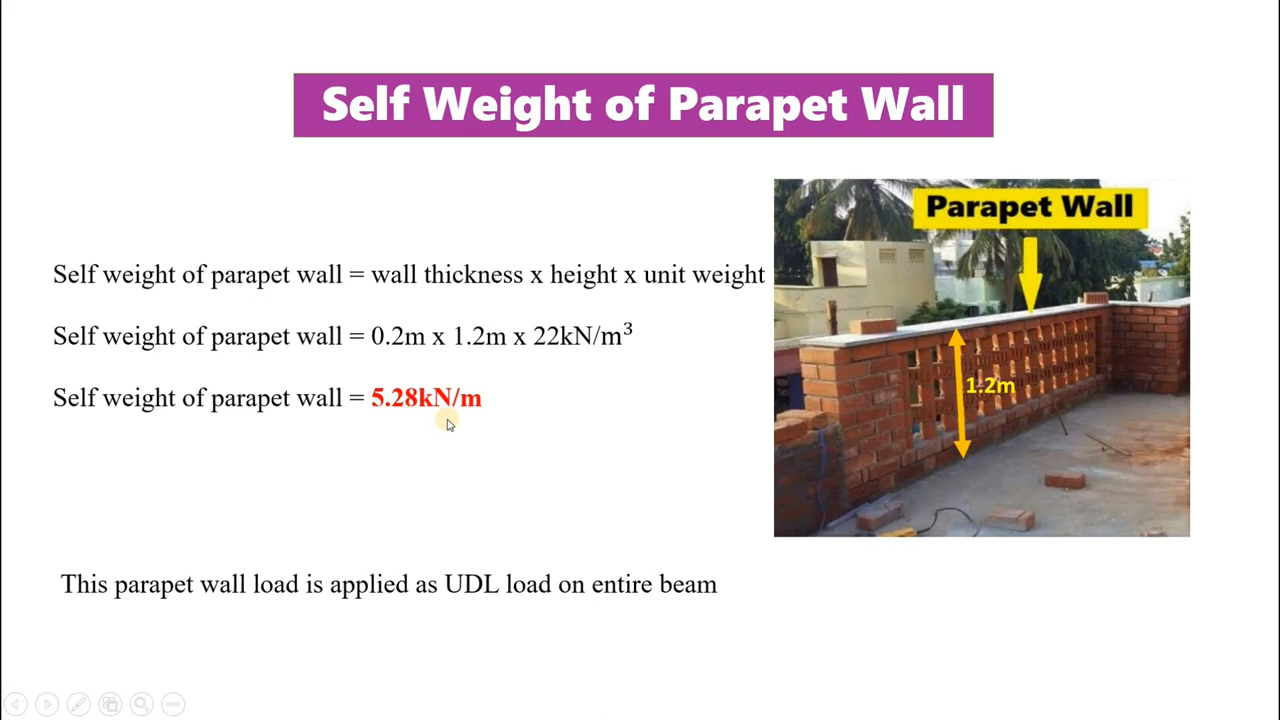 Self Weight of Parapet Wall
Parapet Wall
Self weight of parapet wall = wall thickness x height x unit weight
Self weight of parapet wall = 0.2m x 1.2m x 22kN/m³
1.2m
Self weight of parapet wall = 5.28kN/m
This parapet wall load is applied as UDL load on entire beam